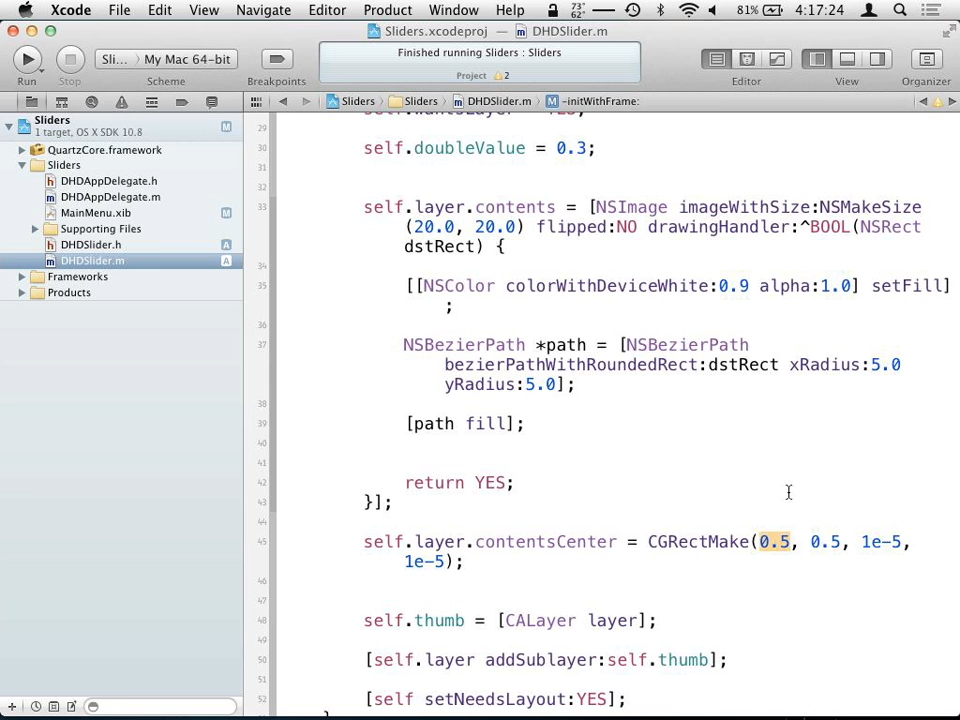 Xcode File Edit View Navigate Editor Product Window Help 73° 62° 81% 4:17:24
Sliders.xcodeproj — DHDSlider.m
Run Stop Sli... My Mac 64-bit Scheme Breakpoints
Finished running Sliders : Sliders
Project 2
Editor View Organizer
Sliders Sliders DHDSlider.m M -initWithFrame:
Sliders M
1 target, OS X SDK 10.8
QuartzCore.framework
Sliders
h DHDAppDelegate.h
m DHDAppDelegate.m
MainMenu.xib M
Supporting Files
h DHDSlider.h A
m DHDSlider.m A
Frameworks
Products
29
30 self.doubleValue = 0.3;
31
32
33 self.layer.contents = [NSImage imageWithSize:NSMakeSize
(20.0, 20.0) flipped:NO drawingHandler:^BOOL(NSRect
dstRect) {
34
35 [[NSColor colorWithDeviceWhite:0.9 alpha:1.0] setFill]
;
36
37 NSBezierPath *path = [NSBezierPath
bezierPathWithRoundedRect:dstRect xRadius:5.0
yRadius:5.0];
38
39 [path fill];
40
41
42 return YES;
43 }];
44
45 self.layer.contentsCenter = CGRectMake(0.5, 0.5, 1e-5,
1e-5);
46
47
48 self.thumb = [CALayer layer];
49
50 [self.layer addSublayer:self.thumb];
51
52 [self setNeedsLayout:YES];